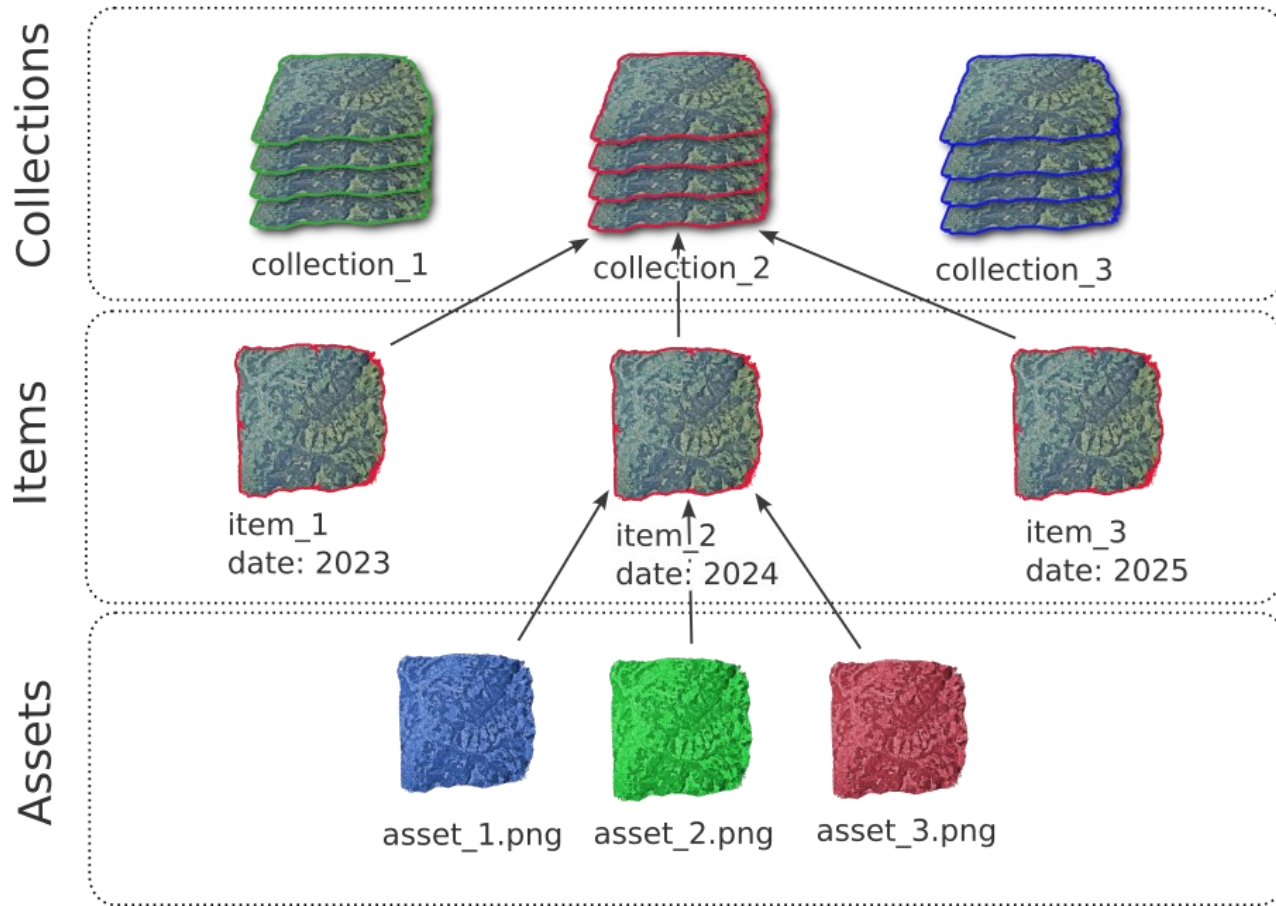 Collections
collection_1
collection_2
collection_3
Items
item_1
date: 2023
item_2
date: 2024
item_3
date: 2025
Assets
asset_1.png
asset_2.png
asset_3.png